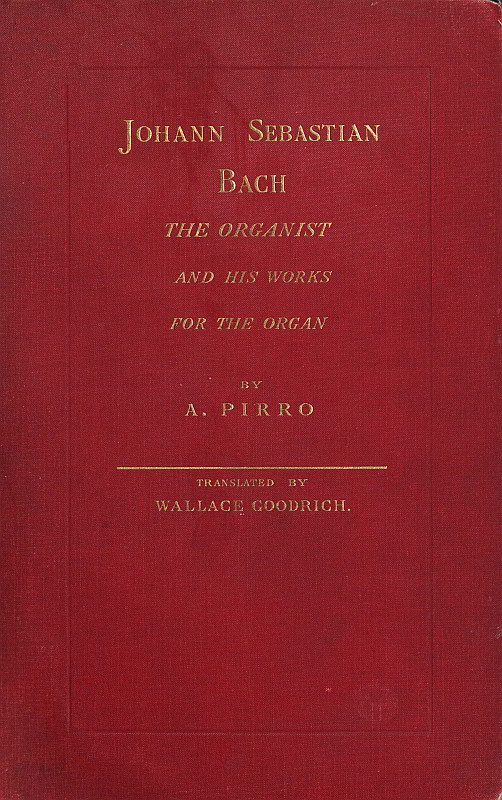 JOHANN SEBASTIAN
BACH
THE ORGANIST
AND HIS WORKS
FOR THE ORGAN
BY
A. PIRRO
TRANSLATED BY
WALLACE GOODRICH.